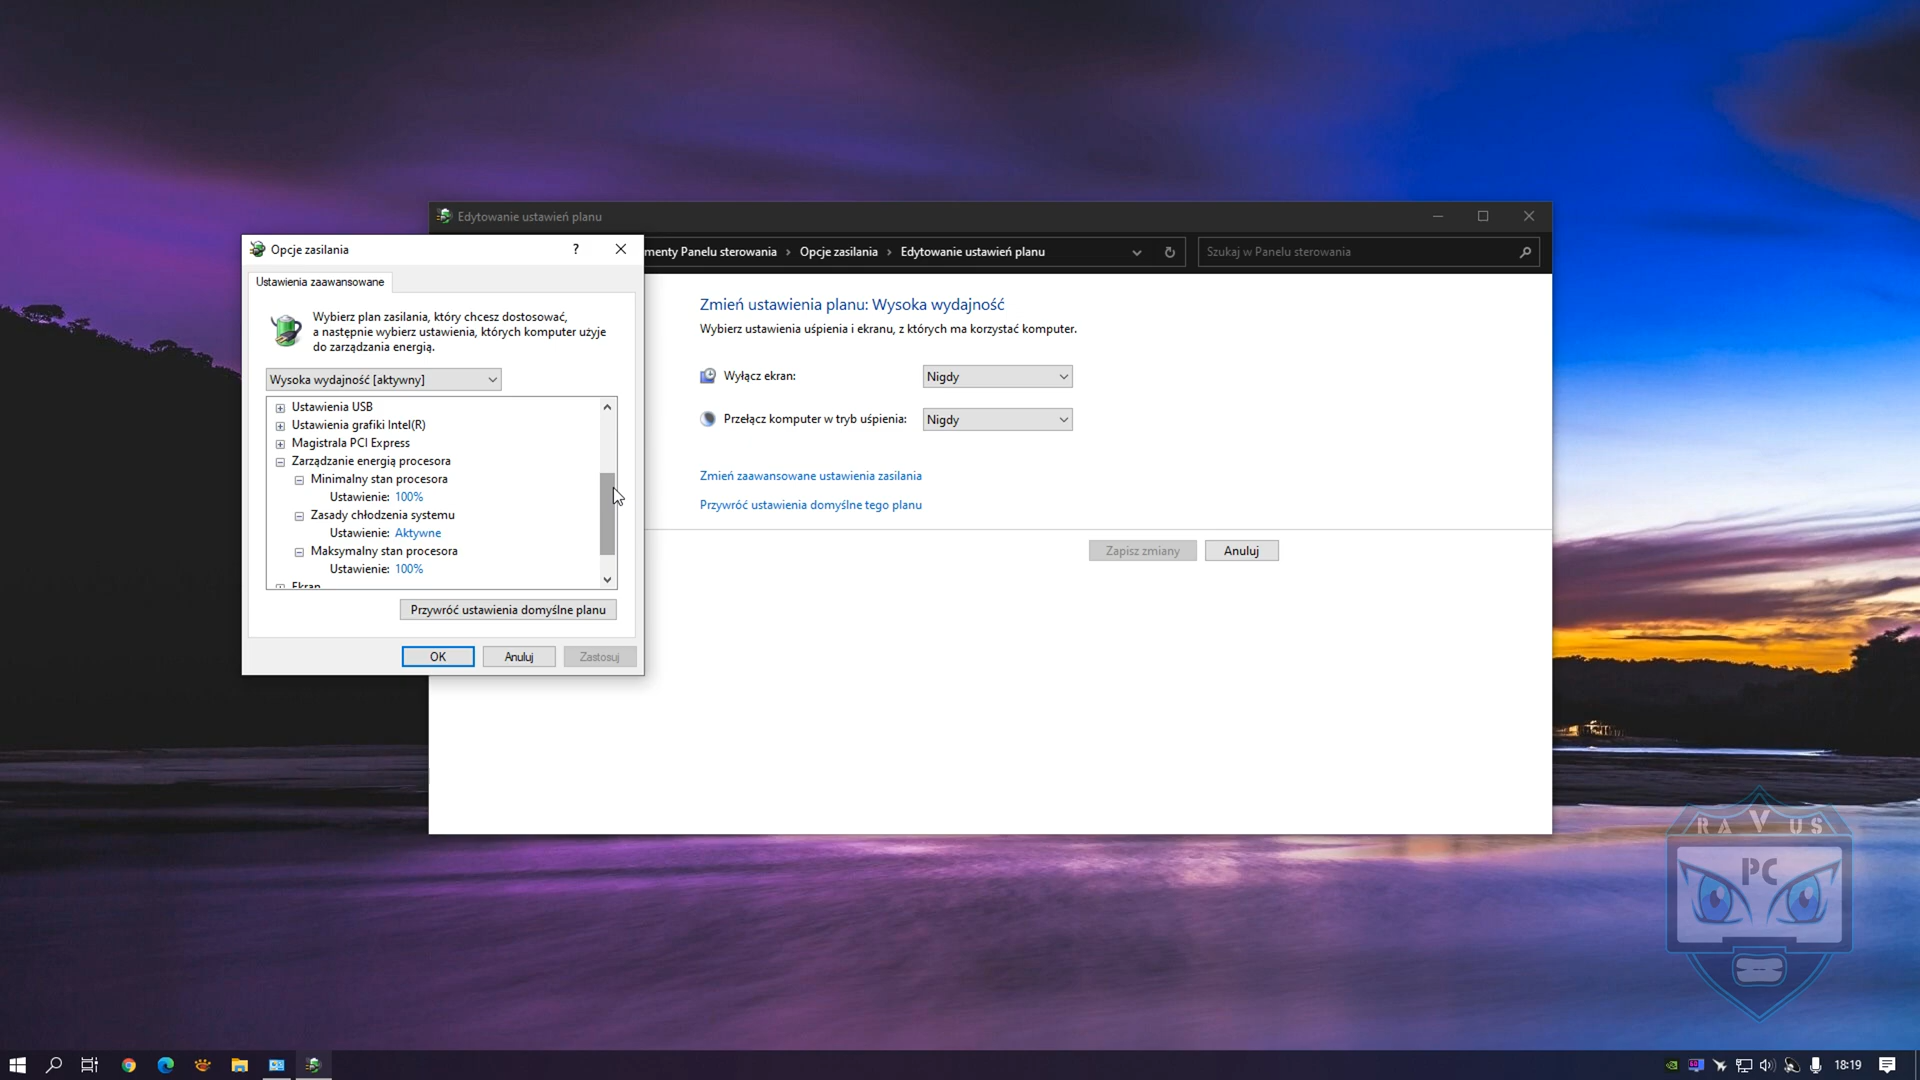 Edytowanie ustawień planu
Opcje zasilania
?
menty Panelu sterowania > Opcje zasilania > Edytowanie ustawień planu
Szukaj w Panelu sterowania
Ustawienia zaawansowane
Wybierz plan zasilania, który chcesz dostosować,
a następnie wybierz ustawienia, których komputer użyje
do zarządzania energią.
Wysoka wydajność [aktywny]
Ustawienia USB
Ustawienia grafiki Intel(R)
Magistrala PCI Express
Zarządzanie energią procesora
Minimalny stan procesora
Ustawienie: 100%
Zasady chłodzenia systemu
Ustawienie: Aktywne
Maksymalny stan procesora
Ustawienie: 100%
Ekran
Przywróć ustawienia domyślne planu
OK
Anuluj
Zastosuj
Zmień ustawienia planu: Wysoka wydajność
Wybierz ustawienia uśpienia i ekranu, z których ma korzystać komputer.
Wyłącz ekran:
Nigdy
Przełącz komputer w tryb uśpienia:
Nigdy
Zmień zaawansowane ustawienia zasilania
Przywróć ustawienia domyślne tego planu
Zapisz zmiany
Anuluj
RAVUS
PC
18:19